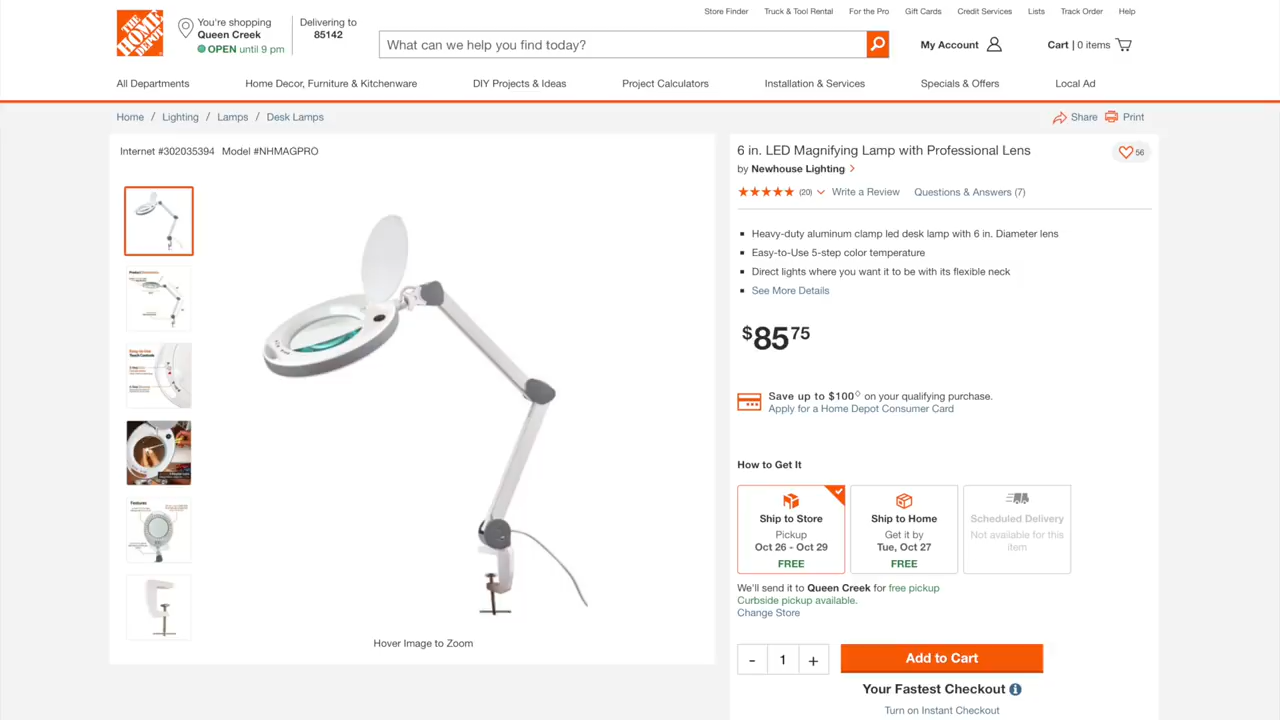 Store Finder Truck & Tool Rental For the Pro Gift Cards Credit Services Lists Track Order Help
THE HOME DEPOT
You're shopping
Queen Creek
OPEN until 9 pm
Delivering to
85142
What can we help you find today?
My Account
Cart | 0 items
All Departments Home Decor, Furniture & Kitchenware DIY Projects & Ideas Project Calculators Installation & Services Specials & Offers Local Ad
Home / Lighting / Lamps / Desk Lamps
Share Print
Internet #302035394 Model #NHMAGPRO
Hover Image to Zoom
6 in. LED Magnifying Lamp with Professional Lens
56
by Newhouse Lighting
(20) Write a Review Questions & Answers (7)
Heavy-duty aluminum clamp led desk lamp with 6 in. Diameter lens
Easy-to-Use 5-step color temperature
Direct lights where you want it to be with its flexible neck
See More Details
$85 75
Save up to $100◊ on your qualifying purchase.
Apply for a Home Depot Consumer Card
How to Get It
Ship to Store
Pickup
Oct 26 - Oct 29
FREE
Ship to Home
Get it by
Tue, Oct 27
FREE
Scheduled Delivery
Not available for this
item
We'll send it to Queen Creek for free pickup
Curbside pickup available.
Change Store
- 1 +
Add to Cart
Your Fastest Checkout
Turn on Instant Checkout